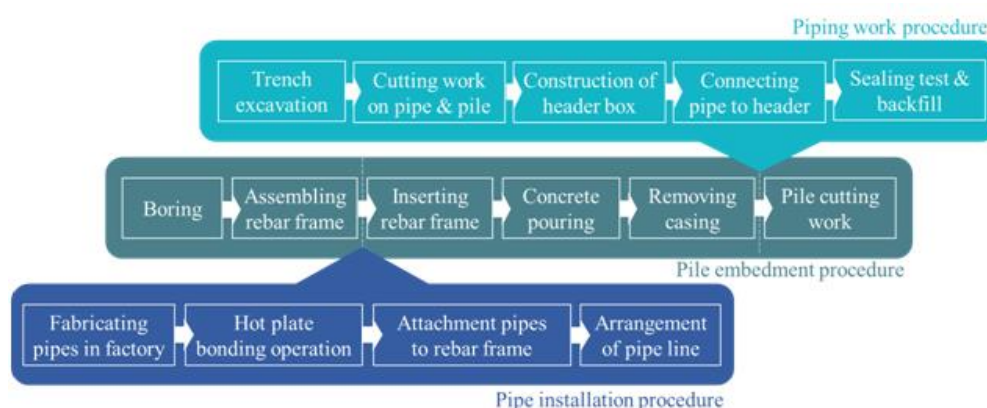 Piping work procedure
Trench
excavation
Cutting work
on pipe & pile
Construction of
header box
Connecting
pipe to header
Sealing test &
backfill
Boring
Assembling
rebar frame
Inserting
rebar frame
Concrete
pouring
Removing
casing
Pile cutting
work
Pile embedment procedure
Fabricating
pipes in factory
Hot plate
bonding operation
Attachment pipes
to rebar frame
Arrangement
of pipe line
Pipe installation procedure